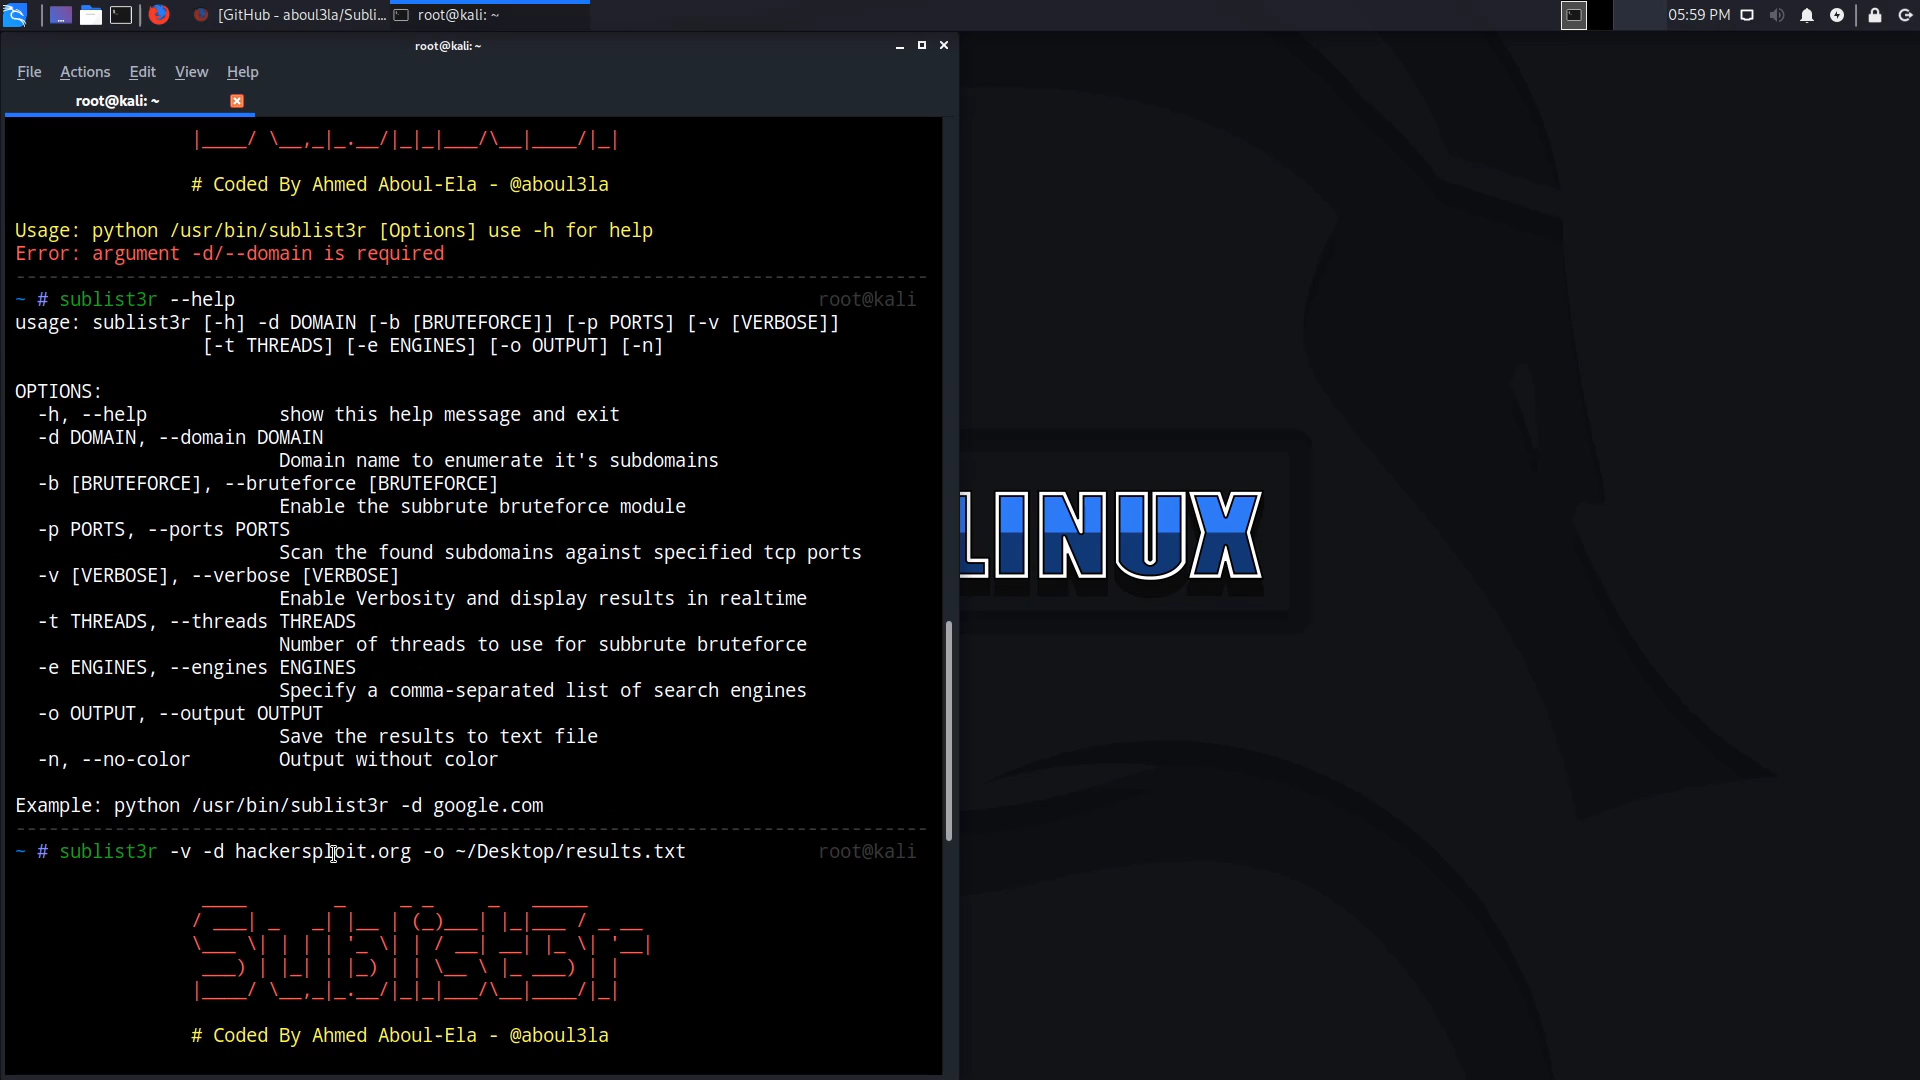 [GitHub - aboul3la/Subli...
root@kali: ~
05:59 PM
root@kali: ~
File Actions Edit View Help
root@kali: ~
# Coded By Ahmed Aboul-Ela - @aboul3la
Usage: python /usr/bin/sublist3r [Options] use -h for help
Error: argument -d/--domain is required
~ # sublist3r --help root@kali
usage: sublist3r [-h] -d DOMAIN [-b [BRUTEFORCE]] [-p PORTS] [-v [VERBOSE]]
[-t THREADS] [-e ENGINES] [-o OUTPUT] [-n]
OPTIONS:
-h, --help show this help message and exit
-d DOMAIN, --domain DOMAIN
Domain name to enumerate it's subdomains
-b [BRUTEFORCE], --bruteforce [BRUTEFORCE]
Enable the subbrute bruteforce module
-p PORTS, --ports PORTS
Scan the found subdomains against specified tcp ports
-v [VERBOSE], --verbose [VERBOSE]
Enable Verbosity and display results in realtime
-t THREADS, --threads THREADS
Number of threads to use for subbrute bruteforce
-e ENGINES, --engines ENGINES
Specify a comma-separated list of search engines
-o OUTPUT, --output OUTPUT
Save the results to text file
-n, --no-color Output without color
Example: python /usr/bin/sublist3r -d google.com
~ # sublist3r -v -d hackersploit.org -o ~/Desktop/results.txt root@kali
Sublist3r
# Coded By Ahmed Aboul-Ela - @aboul3la
LINUX